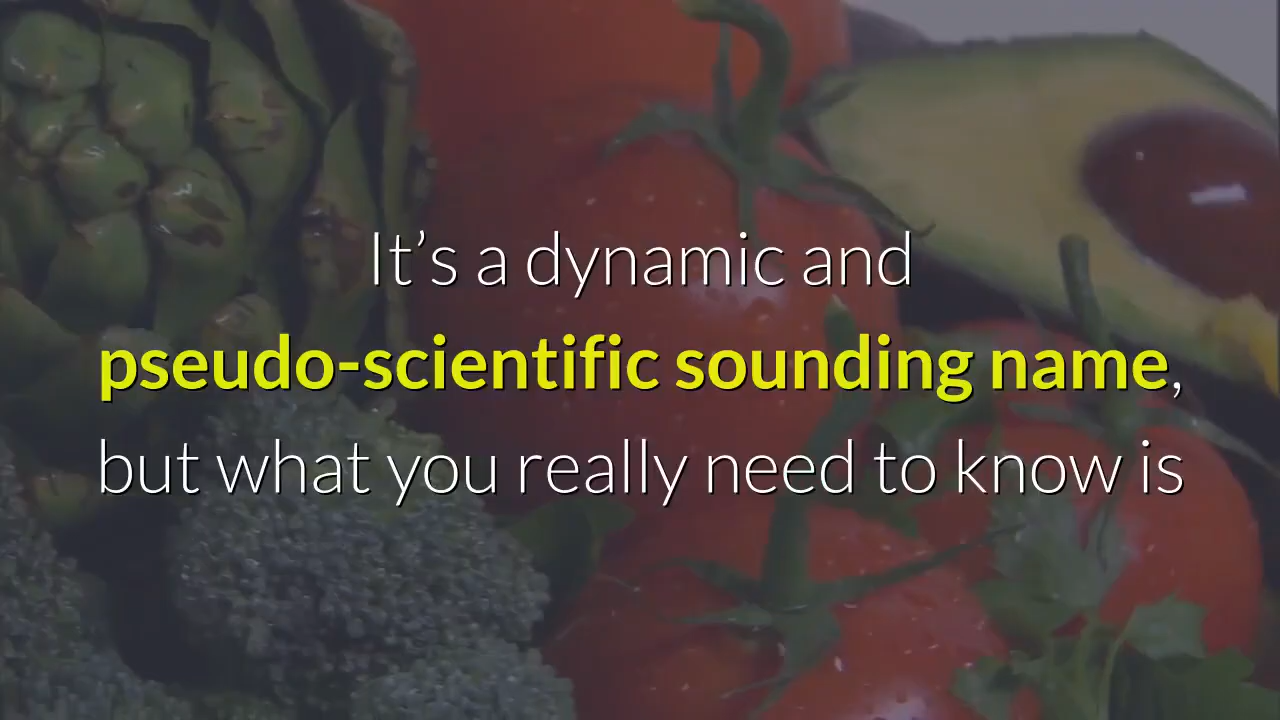 It’s a dynamic and
pseudo-scientific sounding name,
but what you really need to know is